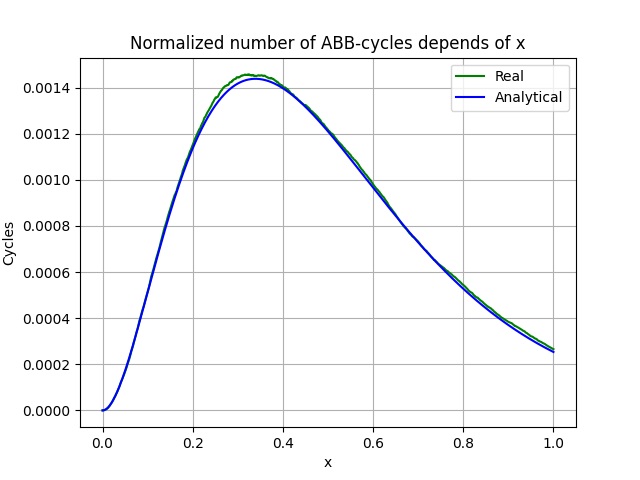 Normalized number of ABB-cycles depends of x
Real
Analytical
Cycles
0.0014
0.0012
0.0010
0.0008
0.0006
0.0004
0.0002
0.0000
0.0 0.2 0.4 0.6 0.8 1.0
x